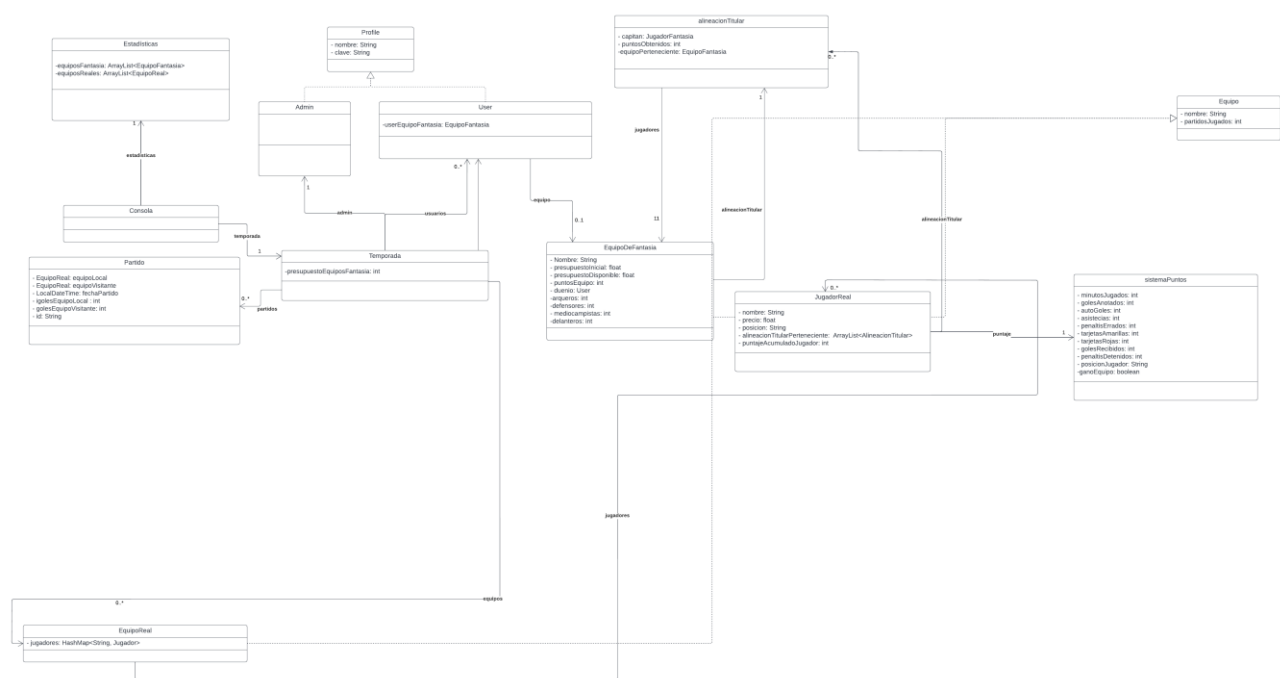 alineacionTitular
- capitan: JugadorFantasia
- puntosObtenidos: int
-equipoPerteneciente: EquipoFantasia
Profile
- nombre: String
- clave: String
Estadísticas
-equiposFantasia: ArrayList<EquipoFantasia>
-equiposReales: ArrayList<EquipoReal>
0..*
Admin
User
-userEquipoFantasia: EquipoFantasia
Equipo
- nombre: String
- partidosJugados: int
1
1
jugadores
estadísticas
0..*
1
equipo
Consola
admin
usuarios
alineacionTitular
11
0..1
alineacionTitular
temporada
1
Temporada
-presupuestoEquiposFantasia: int
EquipoDeFantasia
- Nombre: String
- presupuestoInicial: float
- presupuestoDisponible: float
- puntosEquipo: int
- duenio: User
-arqueros: int
-defensores: int
- mediocampistas: int
-delanteros: int
Partido
- EquipoReal: equipoLocal
- EquipoReal: equipoVisitante
- LocalDateTime: fechaPartido
- igolesEquipoLocal : int
- golesEquipoVisitante: int
- id: String
0..*
partidos
0..*
JugadorReal
- nombre: String
- precio: float
- posicion: String
- alineacionTitularPerteneciente: ArrayList<AlineacionTitular>
- puntajeAcumuladoJugador: int
puntaje
1
sistemaPuntos
- minutosJugados: int
- golesAnotados: int
- autoGoles: int
- asistecias: int
- penaltisErrados: int
- tarjetasAmarillas: int
- tarjetasRojas: int
- golesRecibidos: int
- penaltisDetenidos: int
- posicionJugador: String
-ganoEquipo: boolean
jugadores
equipos
0..*
EquipoReal
- jugadores: HashMap<String, Jugador>